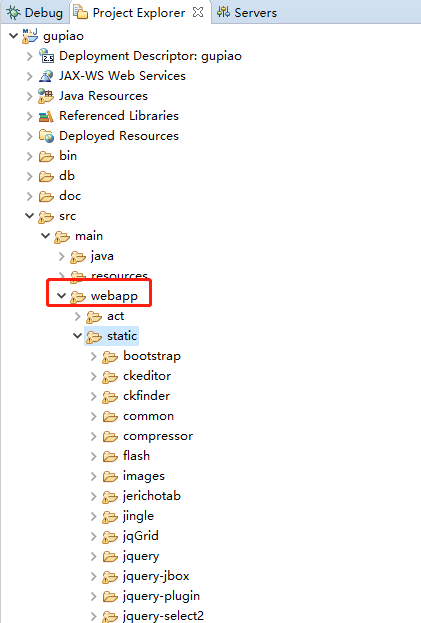 Debug Project Explorer Servers
gupiao
Deployment Descriptor: gupiao
JAX-WS Web Services
Java Resources
Referenced Libraries
Deployed Resources
bin
db
doc
src
main
java
resources
webapp
act
static
bootstrap
ckeditor
ckfinder
common
compressor
flash
images
jerichotab
jingle
jqGrid
jquery
jquery-jbox
jquery-plugin
jquery-select2